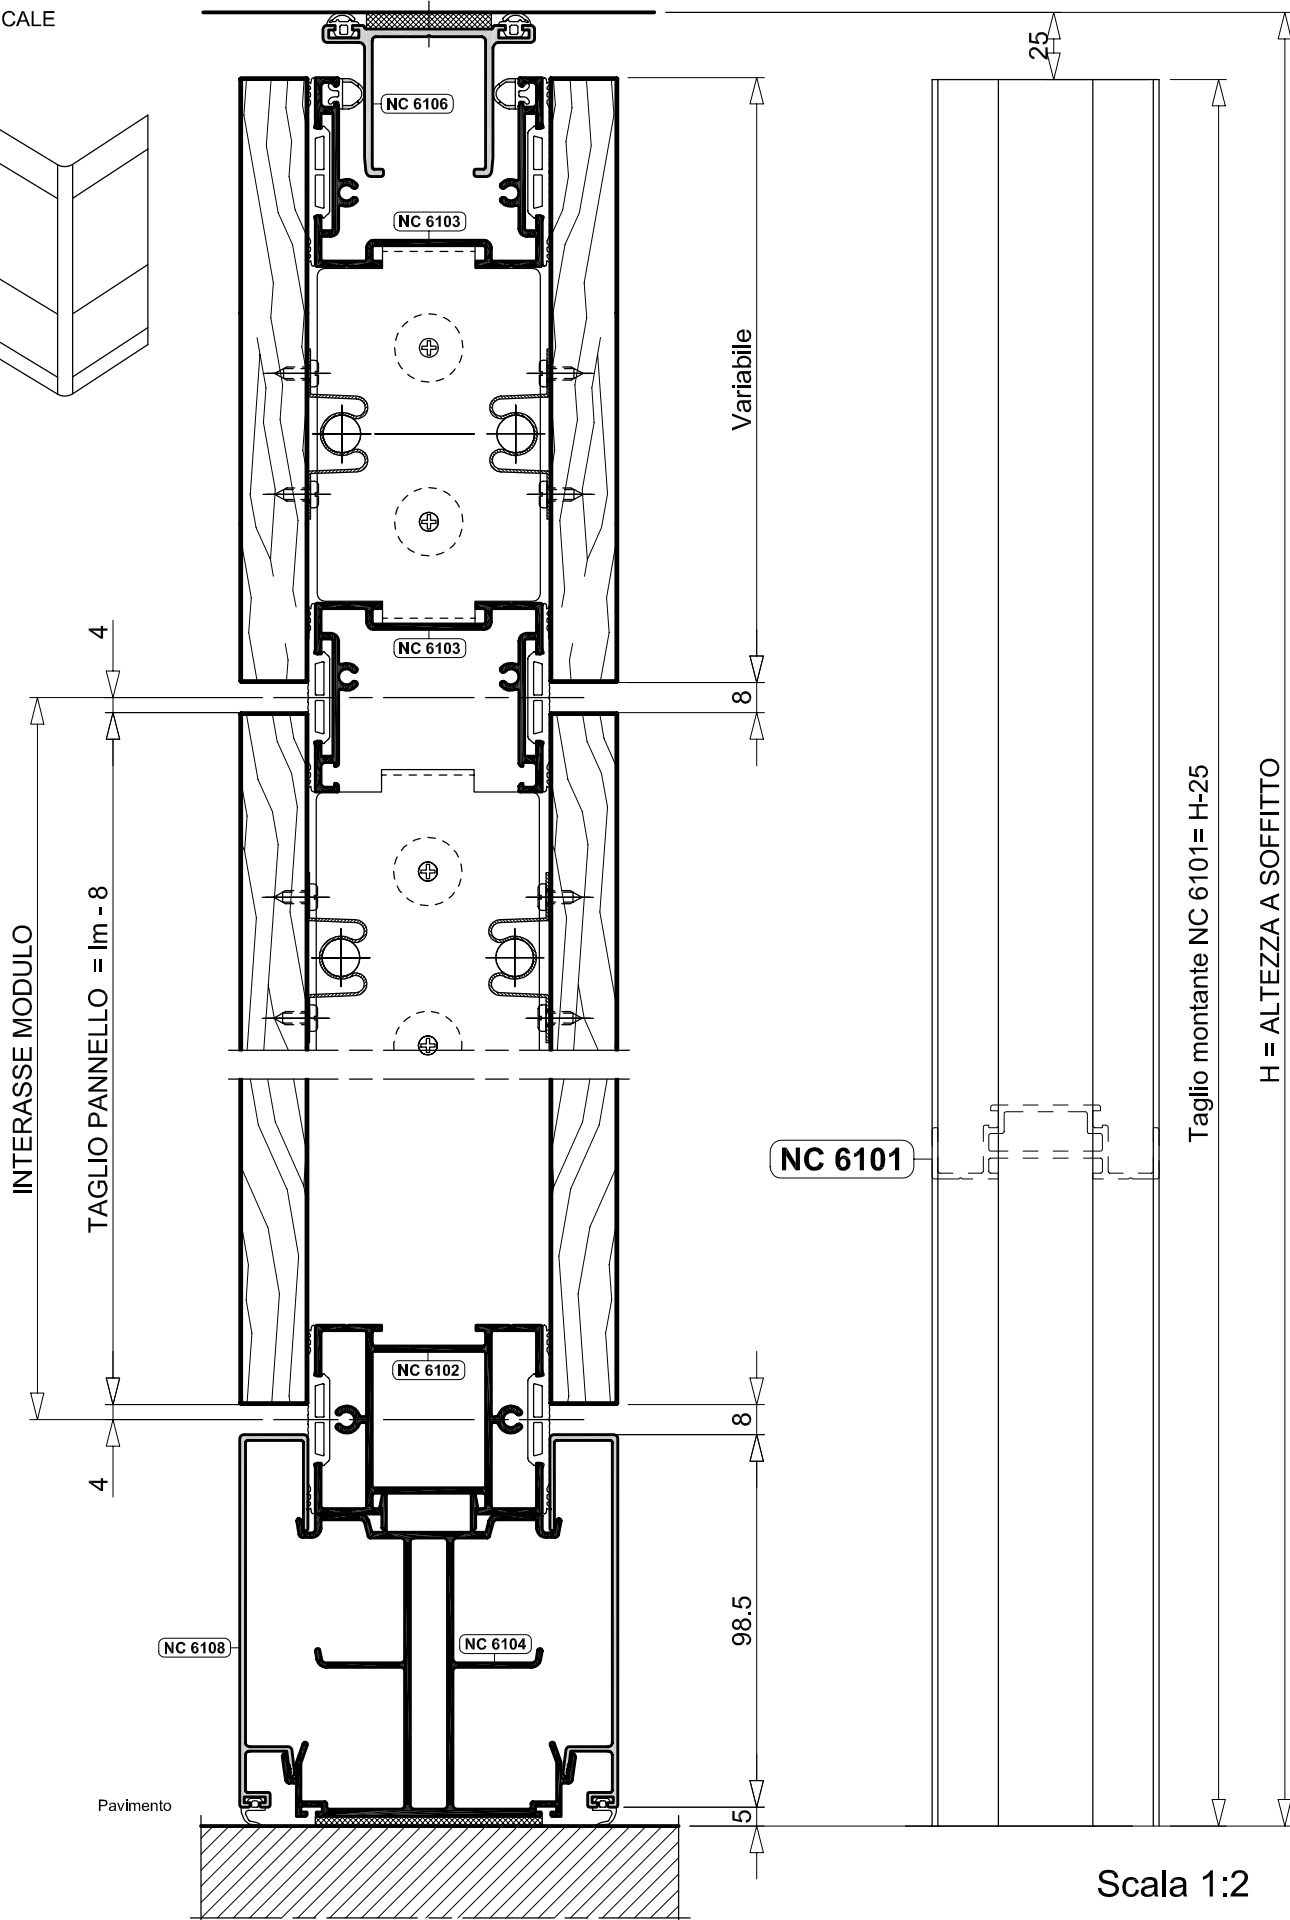 CALE
25
NC 6106
NC 6103
Variabile
4
NC 6103
8
INTERASSE MODULO
TAGLIO PANNELLO = Im - 8
Tagliomontante NC 6101= H-25
H = ALTEZZA A SOFFITTO
NC 6101
NC 6102
8
4
98.5
NC 6108
NC 6104
Pavimento
5
Scala 1:2